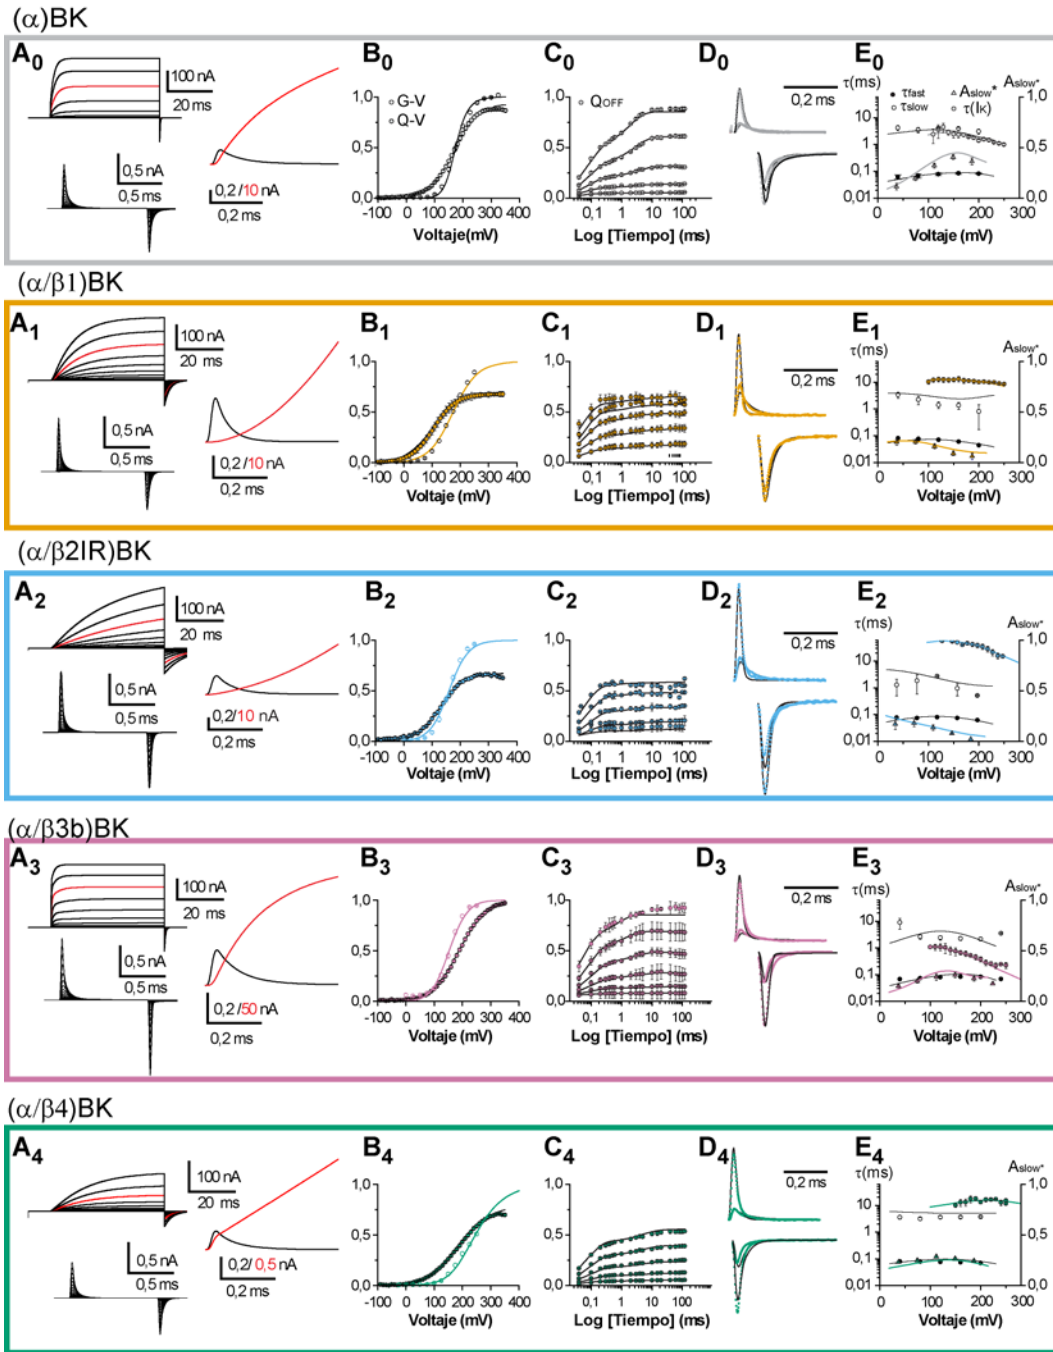 (α)BK
A0
100 nA
20 ms
0,5 nA
0,5 ms
0,2 /10 nA
0,2 ms
B0
G-V
Q-V
1,0
0,5
0,0
-100 0 100 200 300 400
Voltaje(mV)
C0
QOFF
1,0
0,5
0,0
0,1 1 10 100
Log [Tiempo] (ms)
D0
0,2 ms
E0
τ(ms)
τfast
τslow
Aslow*
τ(IK)
Aslow*
100
10
1
0,1
0,01
1,0
0,5
0,0
0 100 200 300
Voltaje (mV)
(α/β1)BK
A1
100 nA
20 ms
0,5 nA
0,5 ms
0,2 /10 nA
0,2 ms
B1
1,0
0,5
0,0
-100 0 100 200 300 400
Voltaje (mV)
C1
1,0
0,5
0,0
0,1 1 10 100
Log [Tiempo] (ms)
D1
0,2 ms
E1
τ(ms)
Aslow*
100
10
1
0,1
0,01
1,0
0,5
0,0
0 100 200 300
Voltaje (mV)
(α/β2IR)BK
A2
100 nA
20 ms
0,5 nA
0,5 ms
0,2/10 nA
0,2 ms
B2
1,0
0,5
0,0
-100 0 100 200 300 400
Voltaje (mV)
C2
1,0
0,5
0,0
0,1 1 10 100
Log [Tiempo] (ms)
D2
0,2 ms
E2
τ(ms)
Aslow*
100
10
1
0,1
0,01
1,0
0,5
0,0
0 100 200 300
Voltaje (mV)
(α/β3b)BK
A3
100 nA
20 ms
0,5 nA
0,5 ms
0,2 /50 nA
0,2 ms
B3
1,0
0,5
0,0
-100 0 100 200 300 400
Voltaje (mV)
C3
1,0
0,5
0,0
0,1 1 10 100
Log [Tiempo] (ms)
D3
0,2 ms
E3
τ(ms)
Aslow*
100
10
1
0,1
0,01
1,0
0,5
0,0
0 100 200 300
Voltaje (mV)
(α/β4)BK
A4
100 nA
20 ms
0,5 nA
0,5 ms
0,2/ 0,5 nA
0,2 ms
B4
1,0
0,5
0,0
-100 0 100 200 300 400
Voltaje (mV)
C4
1,0
0,5
0,0
0,1 1 10 100
Log [Tiempo] (ms)
D4
0,2 ms
E4
τ(ms)
Aslow*
100
10
1
0,1
0,01
1,0
0,5
0,0
0 100 200 300
Voltaje (mV)